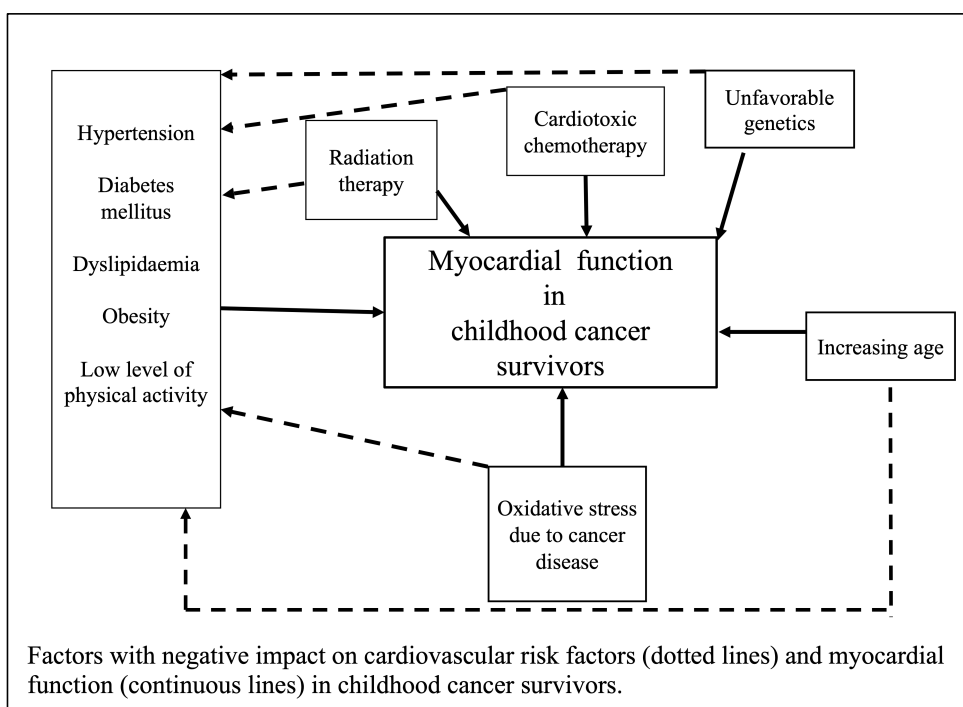 Hypertension
Diabetes
mellitus
Dyslipidaemia
Obesity
Low level of
physical activity
Radiation
therapy
Cardiotoxic
chemotherapy
Unfavorable
genetics
Myocardial function
in
childhood cancer
survivors
Increasing age
Oxidative stress
due to cancer
disease
Factors with negative impact on cardiovascular risk factors (dotted lines) and myocardial
function (continuous lines) in childhood cancer survivors.